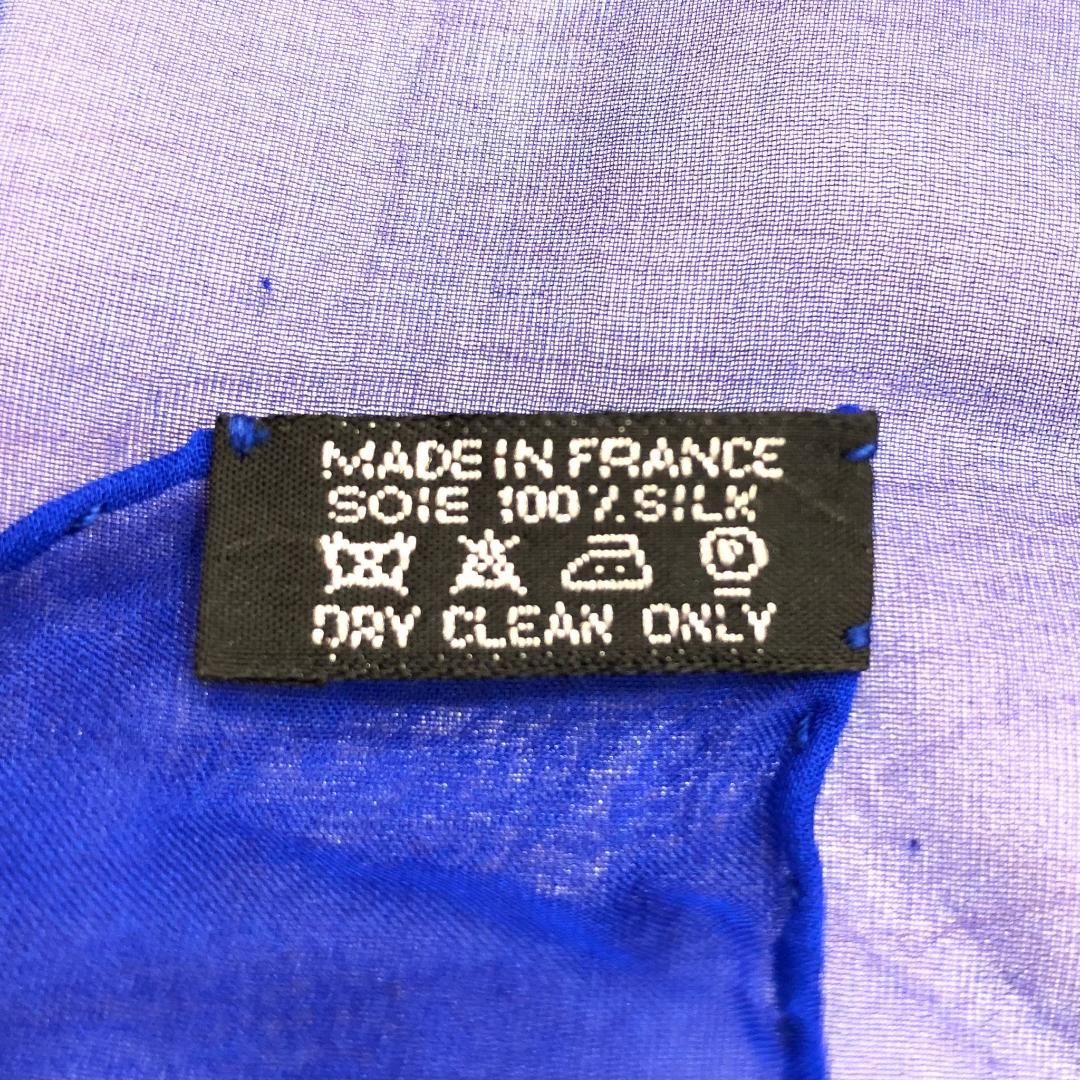 MADE IN FRANCE
SOIE 100% SILK
P
DRY CLEAN ONLY